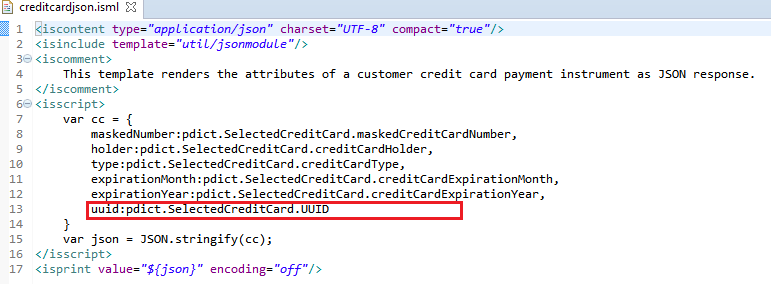 creditcardjson.isml
1 <iscontent type="application/json" charset="UTF-8" compact="true"/>
2 <isinclude template="util/jsonmodule"/>
3 <iscomment>
4 This template renders the attributes of a customer credit card payment instrument as JSON response.
5 </iscomment>
6 <isscript>
7 var cc = {
8 maskedNumber:pdict.SelectedCreditCard.maskedCreditCardNumber,
9 holder:pdict.SelectedCreditCard.creditCardHolder,
10 type:pdict.SelectedCreditCard.creditCardType,
11 expirationMonth:pdict.SelectedCreditCard.creditCardExpirationMonth,
12 expirationYear:pdict.SelectedCreditCard.creditCardExpirationYear,
13 uuid:pdict.SelectedCreditCard.UUID
14 }
15 var json = JSON.stringify(cc);
16 </isscript>
17 <isprint value="${json}" encoding="off"/>